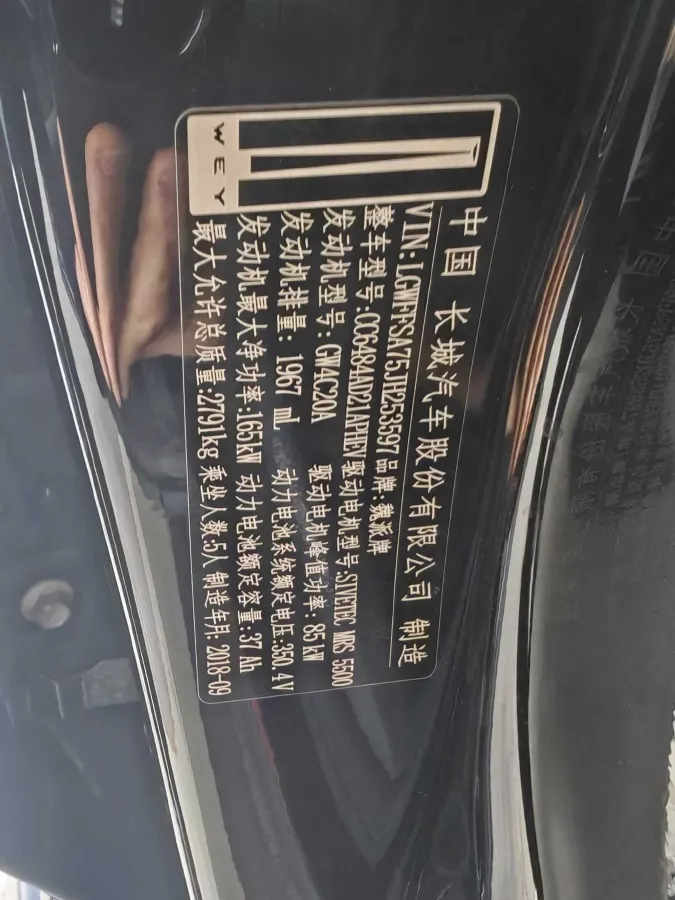 WEY
中国 长城汽车股份有限公司 制造
VIN:LGWFFSA751H253597 品牌:魏派牌
整车型号:CC6484AD21APHEV 驱动电机型号:SIVETEC MRS 5500
发动机型号: GW4C20A 驱动电机峰值功率: 85 kW
发动机排量: 1967 mL 动力电池系统额定电压:350.4V
发动机最大净功率:165kW 动力电池额定容量:37 Ah
最大允许总质量:2791kg 乘坐人数:5人 制造年月: 2018-09